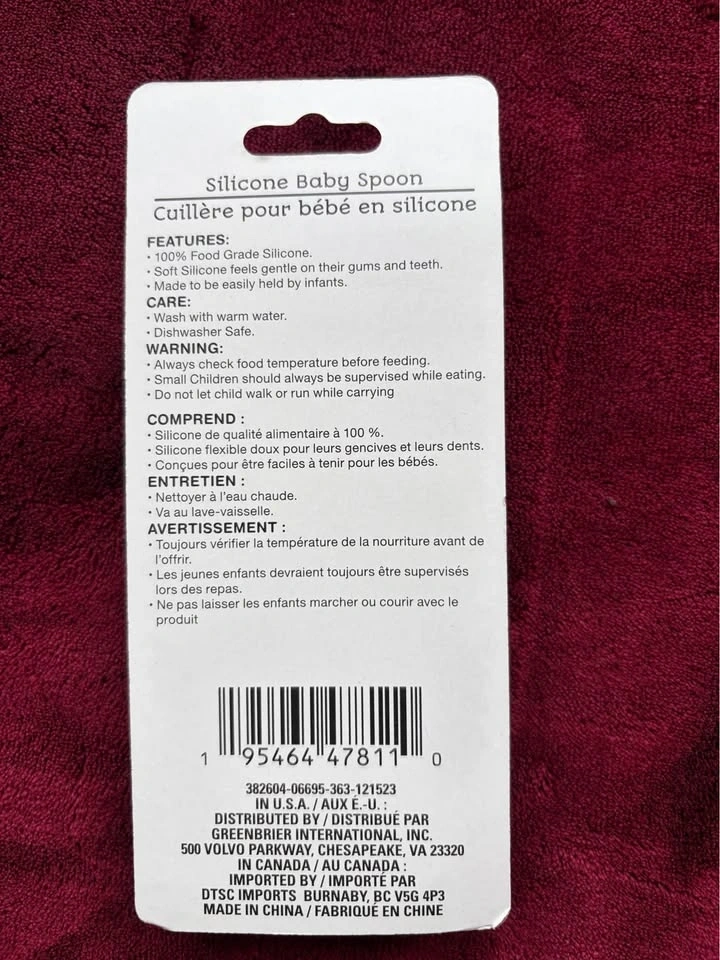 Silicone Baby Spoon
Cuillère pour bébé en silicone
FEATURES:
• 100% Food Grade Silicone.
• Soft Silicone feels gentle on their gums and teeth.
• Made to be easily held by infants.
CARE:
• Wash with warm water.
• Dishwasher Safe.
WARNING:
• Always check food temperature before feeding.
• Small Children should always be supervised while eating.
• Do not let child walk or run while carrying
COMPREND :
• Silicone de qualité alimentaire à 100 %.
• Silicone flexible doux pour leurs gencives et leurs dents.
• Conçues pour être faciles à tenir pour les bébés.
ENTRETIEN :
• Nettoyer à l'eau chaude.
• Va au lave-vaisselle.
AVERTISSEMENT :
• Toujours vérifier la température de la nourriture avant de
l'offrir.
• Les jeunes enfants devraient toujours être supervisés
lors des repas.
• Ne pas laisser les enfants marcher ou courir avec le
produit
1 95464 47811 0
382604-06695-363-121523
IN U.S.A. / AUX É.-U. :
DISTRIBUTED BY / DISTRIBUÉ PAR
GREENBRIER INTERNATIONAL, INC.
500 VOLVO PARKWAY, CHESAPEAKE, VA 23320
IN CANADA / AU CANADA :
IMPORTED BY / IMPORTÉ PAR
DTSC IMPORTS BURNABY, BC V5G 4P3
MADE IN CHINA / FABRIQUÉ EN CHINE